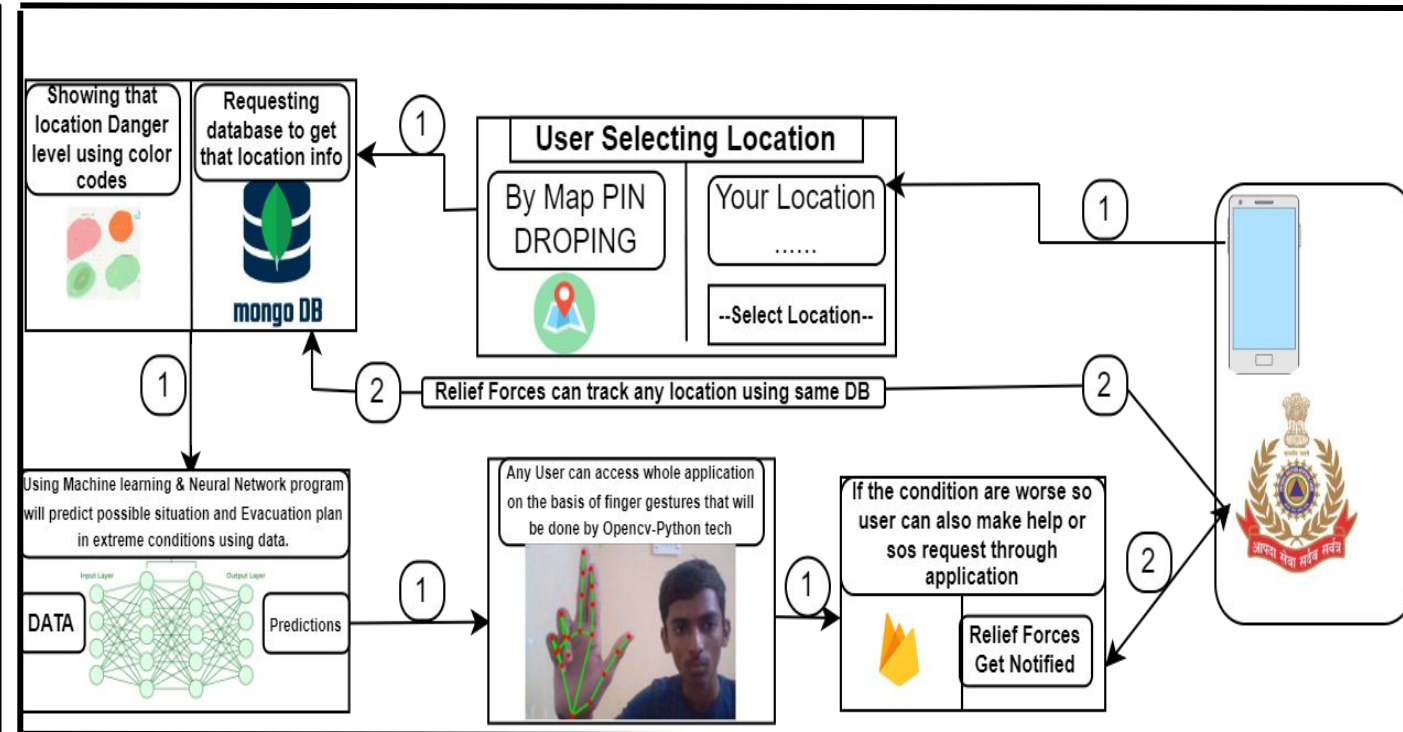 Showing that
location Danger
level using color
codes
Requesting
database to get
that location info
mongo DB
1
User Selecting Location
By Map PIN
DROPING
Your Location
......
--Select Location--
1
1
2
Relief Forces can track any location using same DB
2
आपदा सेवा सदैव सर्वत्र
Using Machine learning & Neural Network program
will predict possible situation and Evacuation plan
in extreme conditions using data.
Input Layer
Output Layer
DATA
Predictions
1
Any User can access whole application
on the basis of finger gestures that will
be done by Opencv-Python tech
1
If the condition are worse so
user can also make help or
sos request through
application
Relief Forces
Get Notified
2